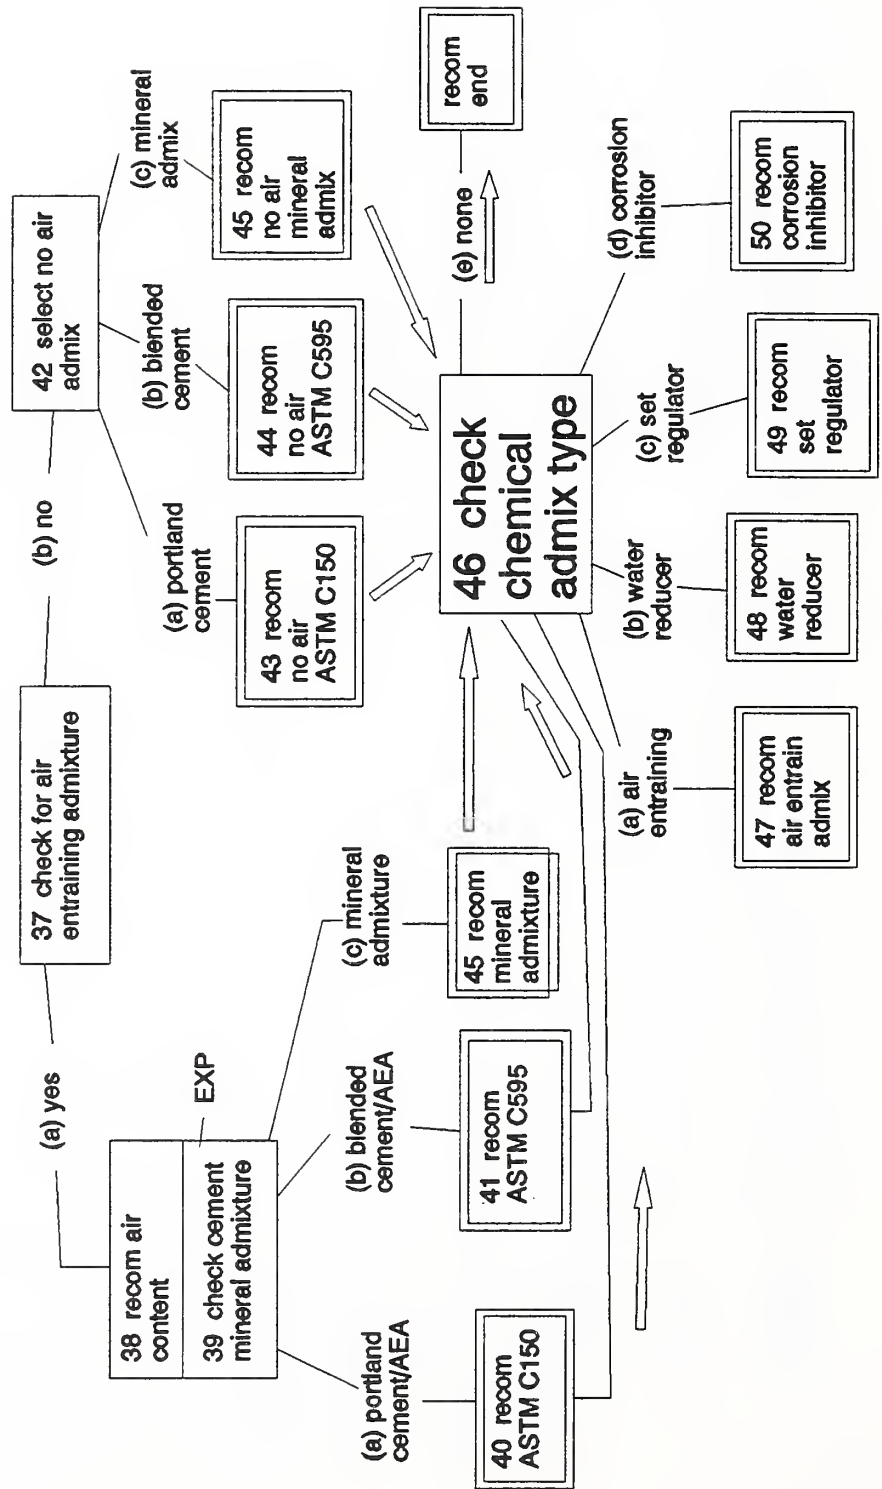 37 check for air
entraining admixture
(a) yes
(b) no
38 recom air
content
39 check cement
mineral admixture
EXP
42 select no air
admix
(a) portland
cement/AEA
(b) blended
cement/AEA
(c) mineral
admixture
(a) portland
cement
(b) blended
cement
(c) mineral
admix
40 recom
ASTM C150
41 recom
ASTM C595
45 recom
mineral
admixture
43 recom
no air
ASTM C150
44 recom
no air
ASTM C595
45 recom
no air
mineral
admix
46 check
chemical
admix type
(e) none
recom
end
(a) air
entraining
(b) water
reducer
(c) set
regulator
(d) corrosion
inhibitor
47 recom
air entrain
admix
48 recom
water
reducer
49 recom
set
regulator
50 recom
corrosion
inhibitor